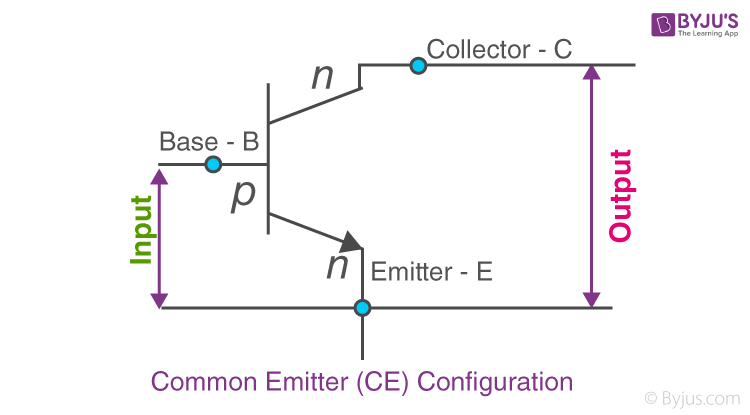 BYJU'S
The Learning App
Collector - C
n
Base - B
p
Input
Output
n
Emitter - E
Common Emitter (CE) Configuration
© Byjus.com